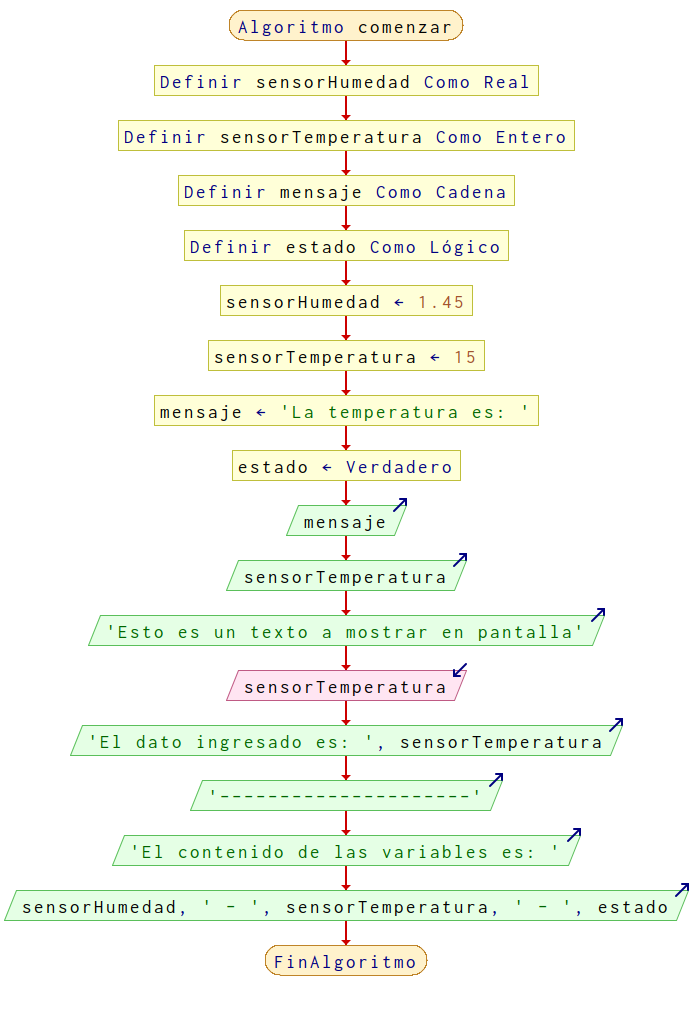 Algoritmo comenzar
Definir sensorHumedad Como Real
Definir sensorTemperatura Como Entero
Definir mensaje Como Cadena
Definir estado Como Lógico
sensorHumedad ← 1.45
sensorTemperatura ← 15
mensaje ← 'La temperatura es: '
estado ← Verdadero
mensaje
sensorTemperatura
'Esto es un texto a mostrar en pantalla'
sensorTemperatura
'El dato ingresado es: ', sensorTemperatura
'---------------------'
'El contenido de las variables es: '
sensorHumedad, ' - ', sensorTemperatura, ' - ', estado
FinAlgoritmo